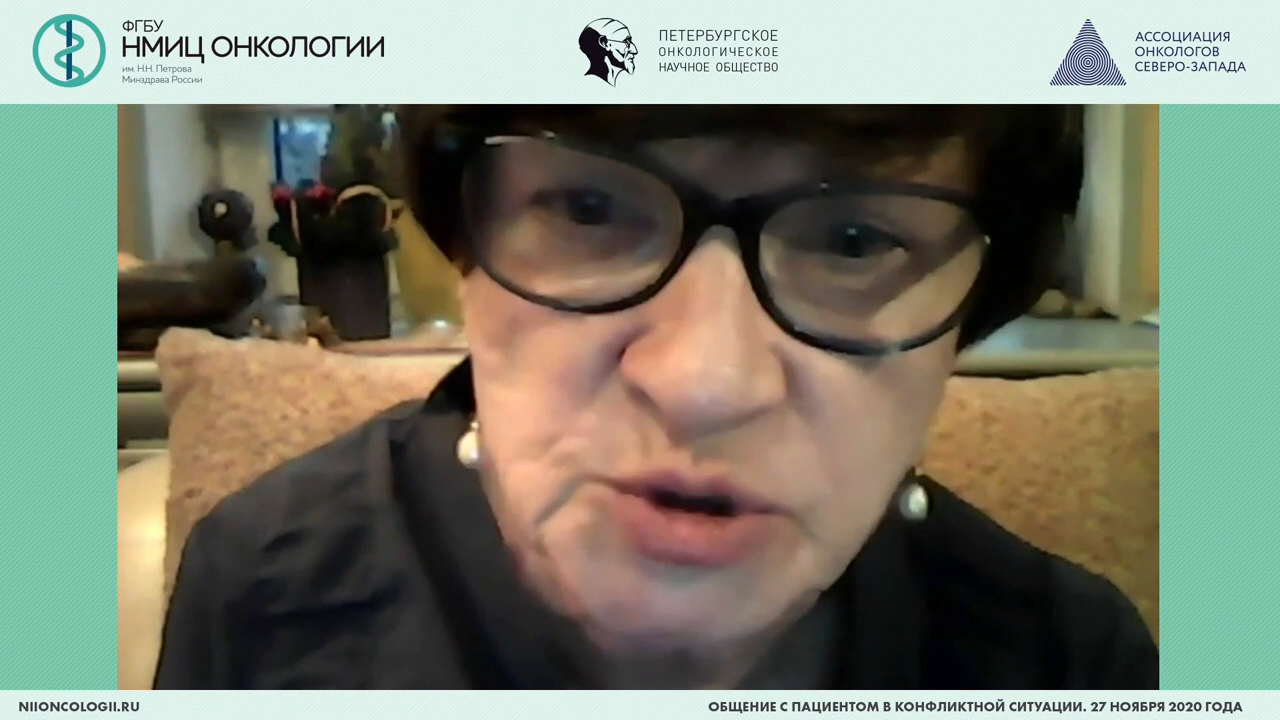 ФГБУ
НМИЦ ОНКОЛОГИИ
им. Н.Н. Петрова
Минздрава России
ПЕТЕРБУРГСКОЕ
ОНКОЛОГИЧЕСКОЕ
НАУЧНОЕ ОБЩЕСТВО
АССОЦИАЦИЯ
ОНКОЛОГОВ
СЕВЕРО-ЗАПАДА
NIIONCOLOGII.RU
ОБЩЕНИЕ С ПАЦИЕНТОМ В КОНФЛИКТНОЙ СИТУАЦИИ. 27 НОЯБРЯ 2020 ГОДА